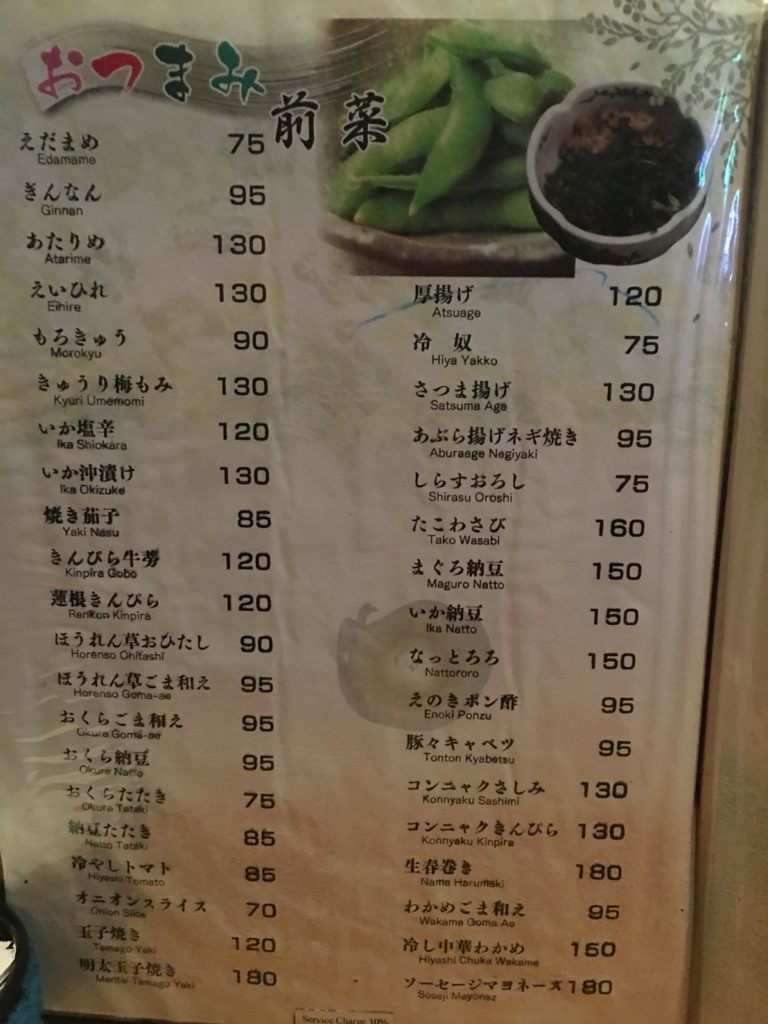 おつまみ
前菜
えだまめ 75
Edamame
ぎんなん 95
Ginnan
あたりめ 130
Atarime
えいひれ 130
Eihire
もろきゅう 90
Morokyu
きゅうり梅もみ 130
Kyuri Umemomi
いか塩辛 120
Ika Shiokara
いか沖漬け 130
Ika Okizuke
焼き茄子 85
Yaki Nasu
きんぴら牛蒡 120
Kinpira Gobo
蓮根きんぴら 120
Renkon Kinpira
ほうれん草おひたし 90
Horenso Ohitashi
ほうれん草ごま和え 95
Horenso Goma-ae
おくらごま和え 95
Okura Goma-ae
おくら納豆 95
Okura Natto
おくらたたき 75
Okura Tataki
納豆たたき 85
Natto Tataki
冷やしトマト 85
Hiyashi Tomato
オニオンスライス 70
Onion Slice
玉子焼き 120
Tamago Yaki
明太玉子焼き 180
Mentai Tamago Yaki
厚揚げ 120
Atsuage
冷 奴 75
Hiya Yakko
さつま揚げ 130
Satsuma Age
あぶら揚げネギ焼き 95
Aburaage Negiyaki
しらすおろし 75
Shirasu Oroshi
たこわさび 160
Tako Wasabi
まぐろ納豆 150
Maguro Natto
いか納豆 150
Ika Natto
なっとろろ 150
Nattororo
えのきポン酢 95
Enoki Ponzu
豚々キャベツ 95
Tonton Kyabetsu
コンニャクさしみ 130
Konnyaku Sashimi
コンニャクきんぴら 130
Konnyaku Kinpira
生春巻き 180
Nama Harumaki
わかめごま和え 95
Wakame Goma Ae
冷し中華わかめ 150
Hiyashi Chuka Wakame
ソーセージマヨネーズ 180
Soseji Mayonez
Service Charge 10%